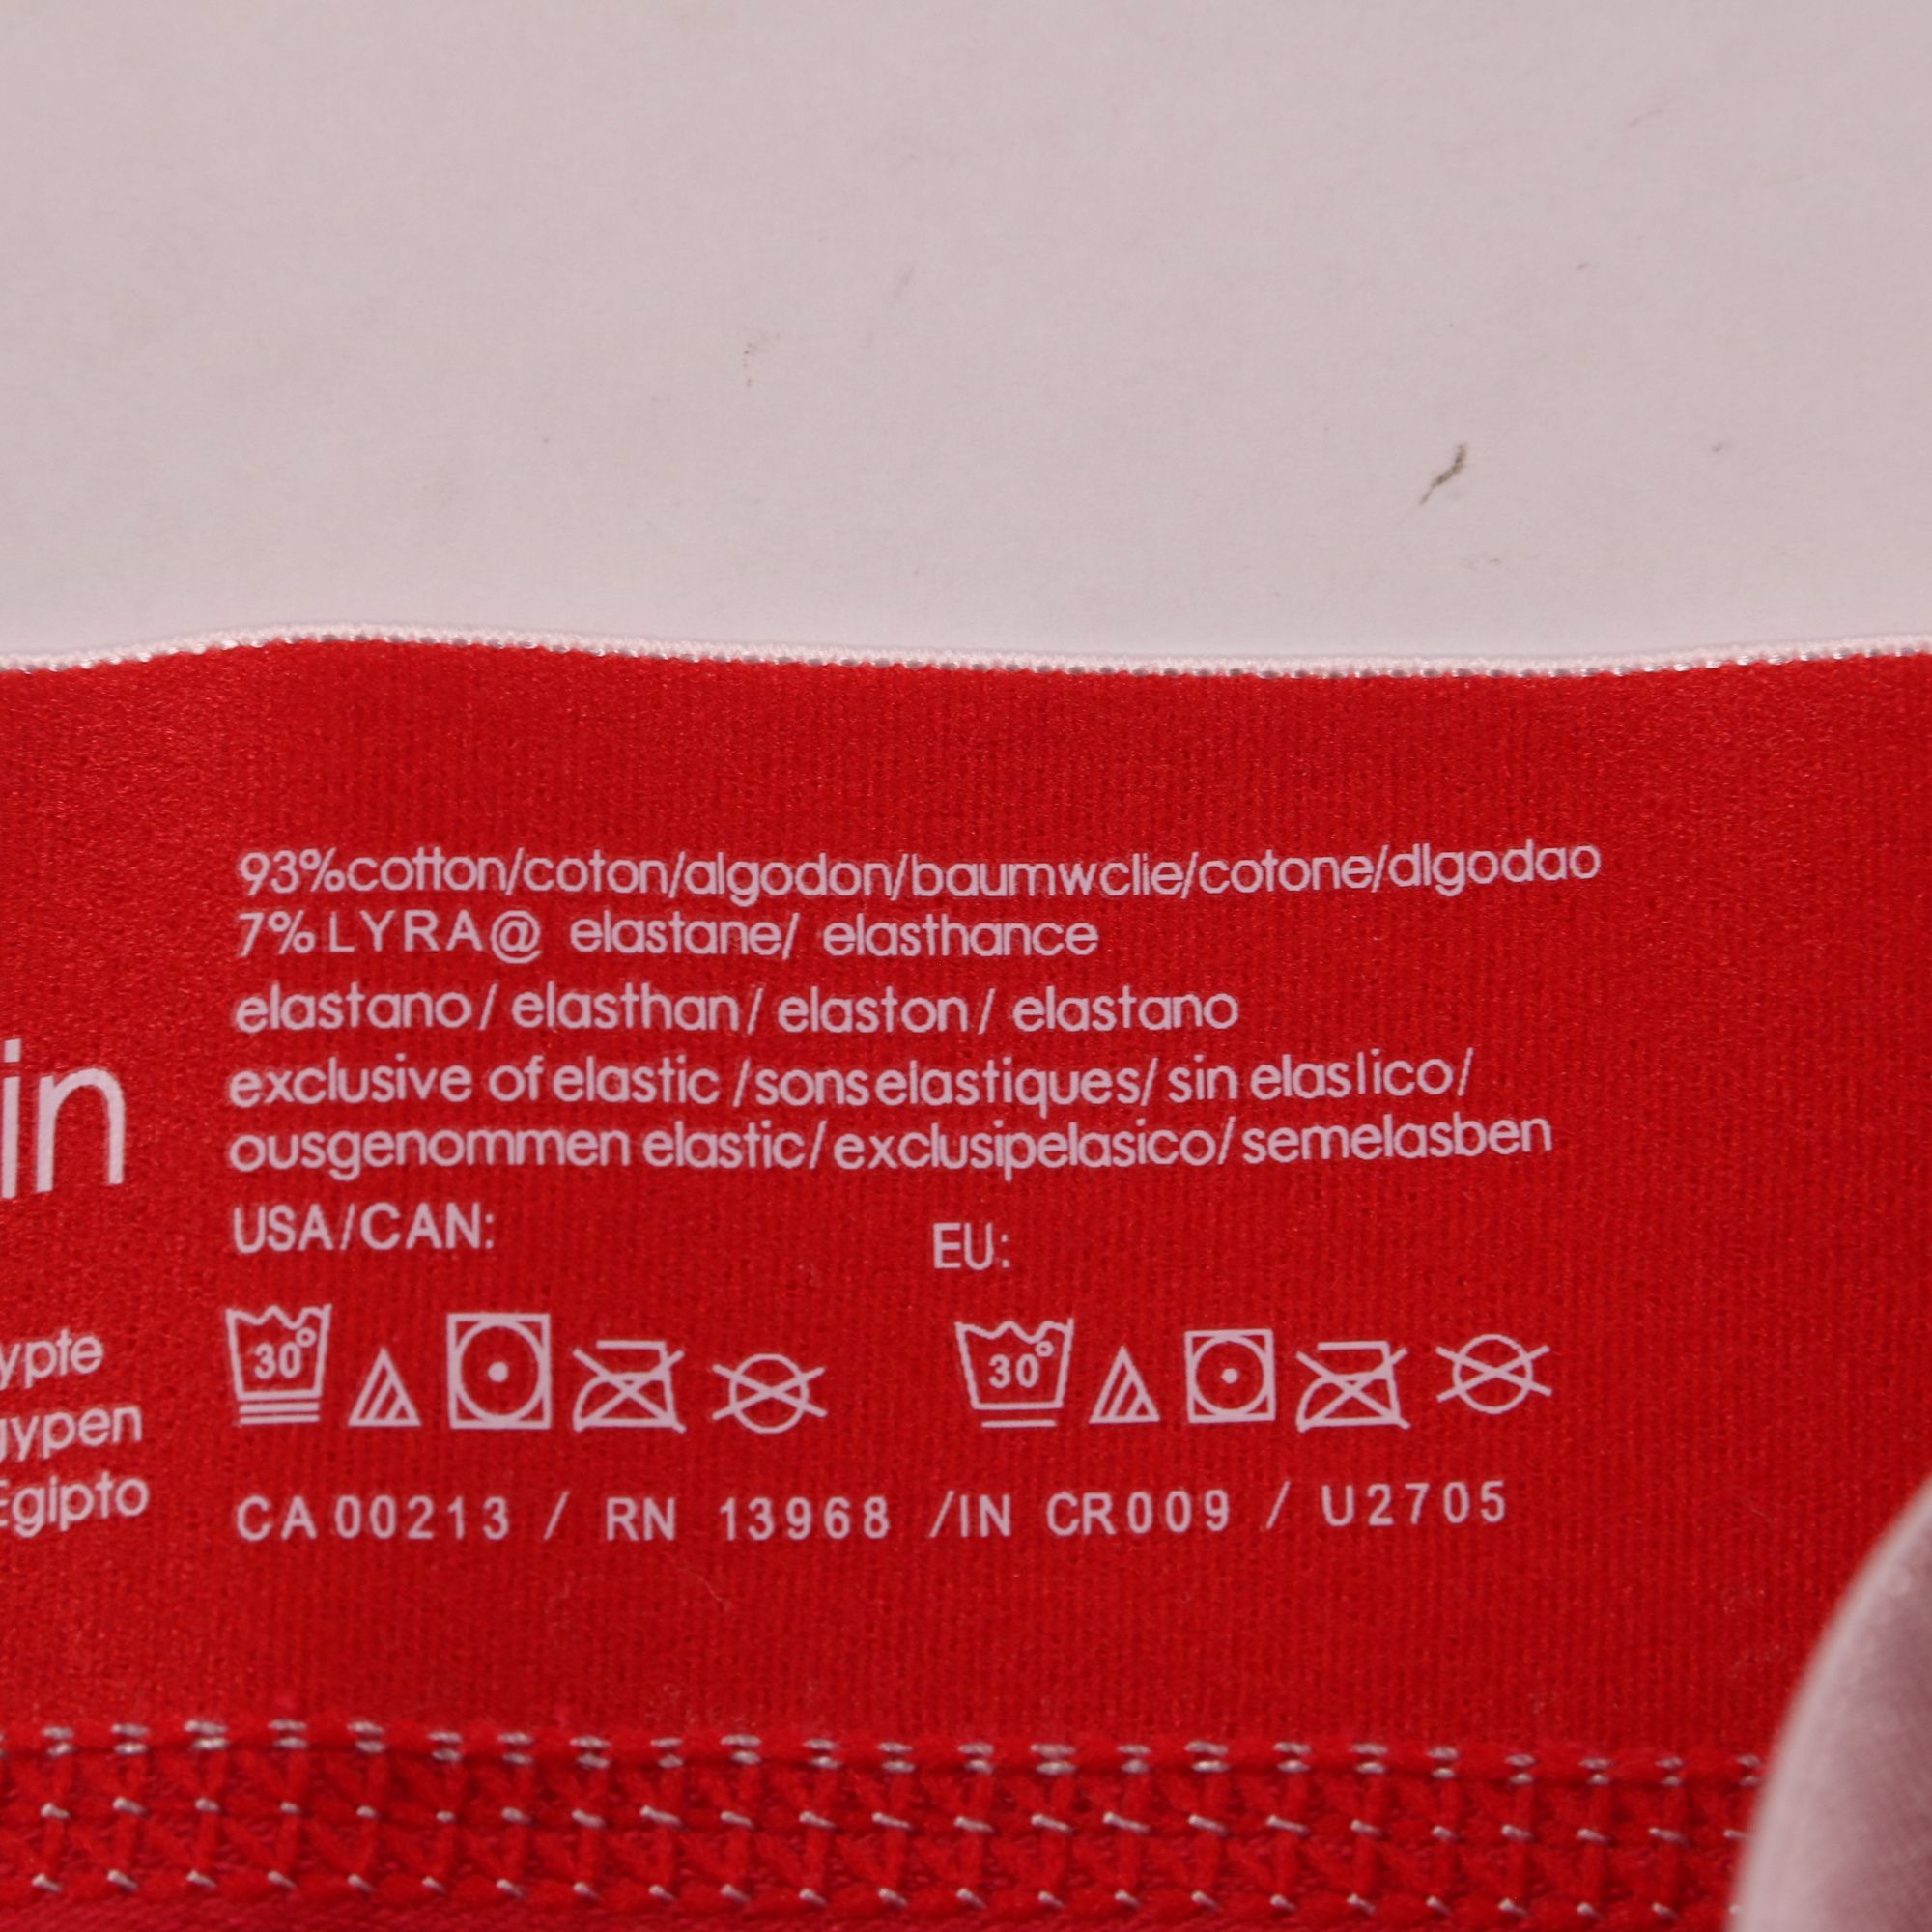 93%cotton/coton/algodon/baumwclie/cotone/dlgodao
7% LYRA@ elastane/ elasthance
elastano/ elasthan/ elaston/ elastano
exclusive of elastic /sonselastiques/ sin elaslico/
ousgenommen elastic/ exclusipelasico/ semelasben
in
USA/CAN:
EU:
30°
30°
ypte
gypen
Egipto
CA 00213 / RN 13968 /IN CR009 / U2705